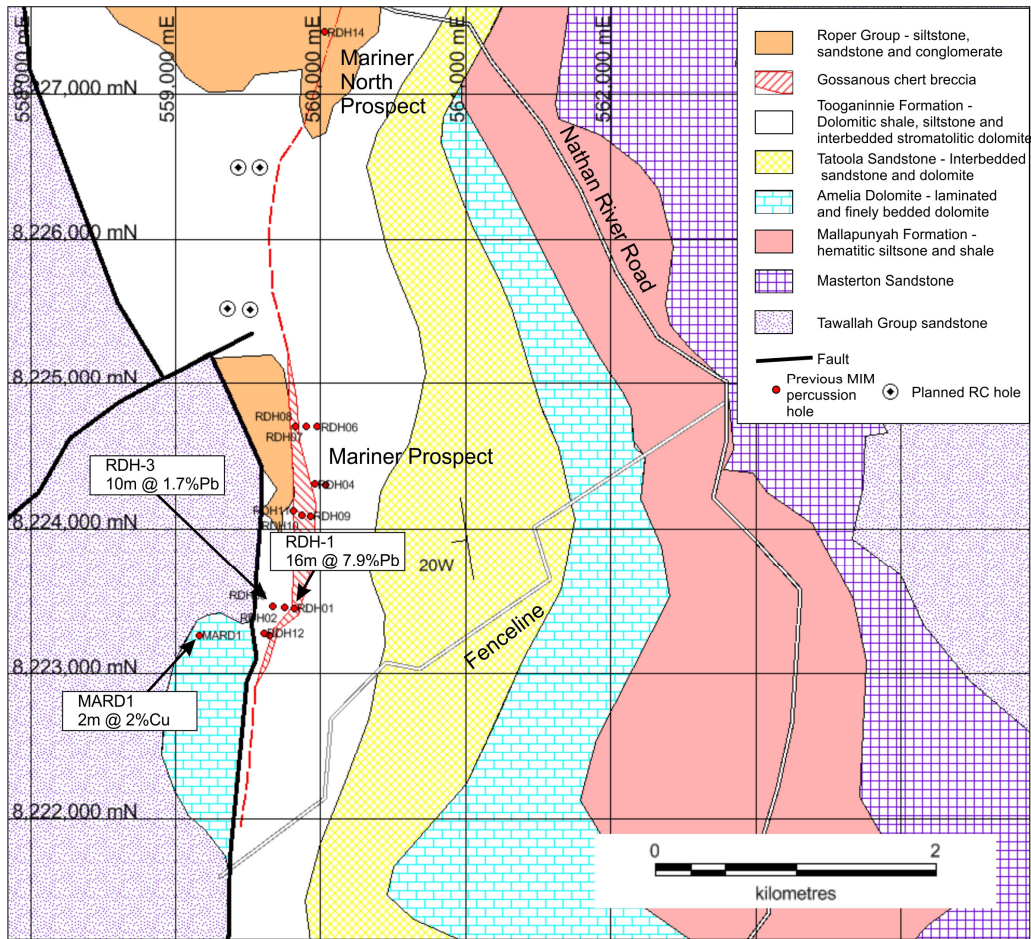 558,000 mE
559,000 mE
560,000 mE
561,000 mE
562,000 mE
8,227,000 mN
8,226,000 mN
8,225,000 mN
8,224,000 mN
8,223,000 mN
8,222,000 mN
RDH14
Mariner
North
Prospect
Nathan River Road
RDH08
RDH07
RDH06
Mariner Prospect
RDH-3
10m @ 1.7%Pb
RDH04
RDH11
RDH10
RDH09
RDH-1
16m @ 7.9%Pb
20W
RDH02
RDH01
RDH12
MARD1
Fenceline
MARD1
2m @ 2%Cu
Roper Group - siltstone,
sandstone and conglomerate
Gossanous chert breccia
Tooganinnie Formation -
Dolomitic shale, siltstone and
interbedded stromatolitic dolomite
Tatoola Sandstone - Interbedded
sandstone and dolomite
Amelia Dolomite - laminated
and finely bedded dolomite
Mallapunyah Formation -
hematitic siltsone and shale
Masterton Sandstone
Tawallah Group sandstone
Fault
Previous MIM
percussion
hole
Planned RC hole
0
2
kilometres